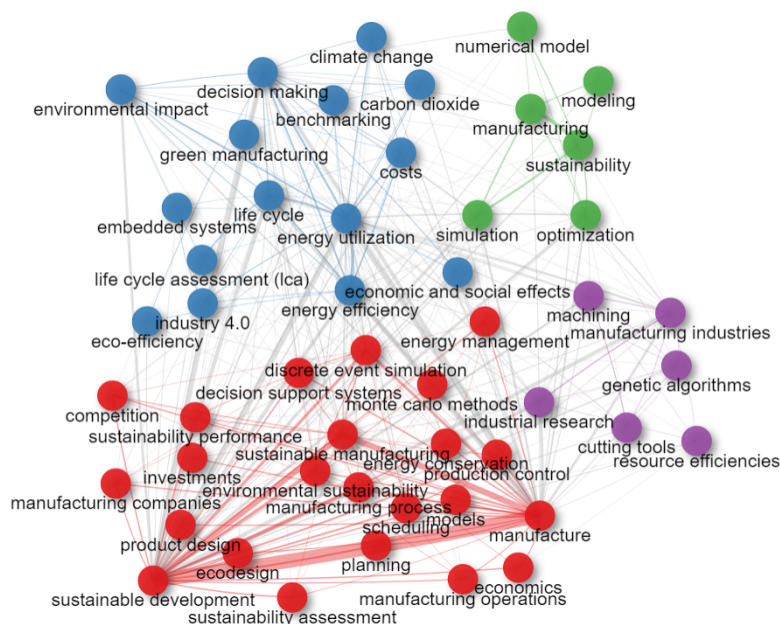 numerical model
climate change
decision making
carbon dioxide
modeling
environmental impact
benchmarking
manufacturing
green manufacturing
costs
sustainability
life cycle
embedded systems
energy utilization
simulation
optimization
life cycle assessment (lca)
economic and social effects
industry 4.0
energy efficiency
machining
eco-efficiency
energy management
manufacturing industries
discrete event simulation
genetic algorithms
decision support systems
monte carlo methods
competition
industrial research
sustainability performance
sustainable manufacturing
cutting tools
energy conservation
resource efficiencies
production control
investments
environmental sustainability
manufacturing companies
manufacturing process
models
scheduling
manufacture
product design
planning
ecodesign
economics
sustainable development
manufacturing operations
sustainability assessment